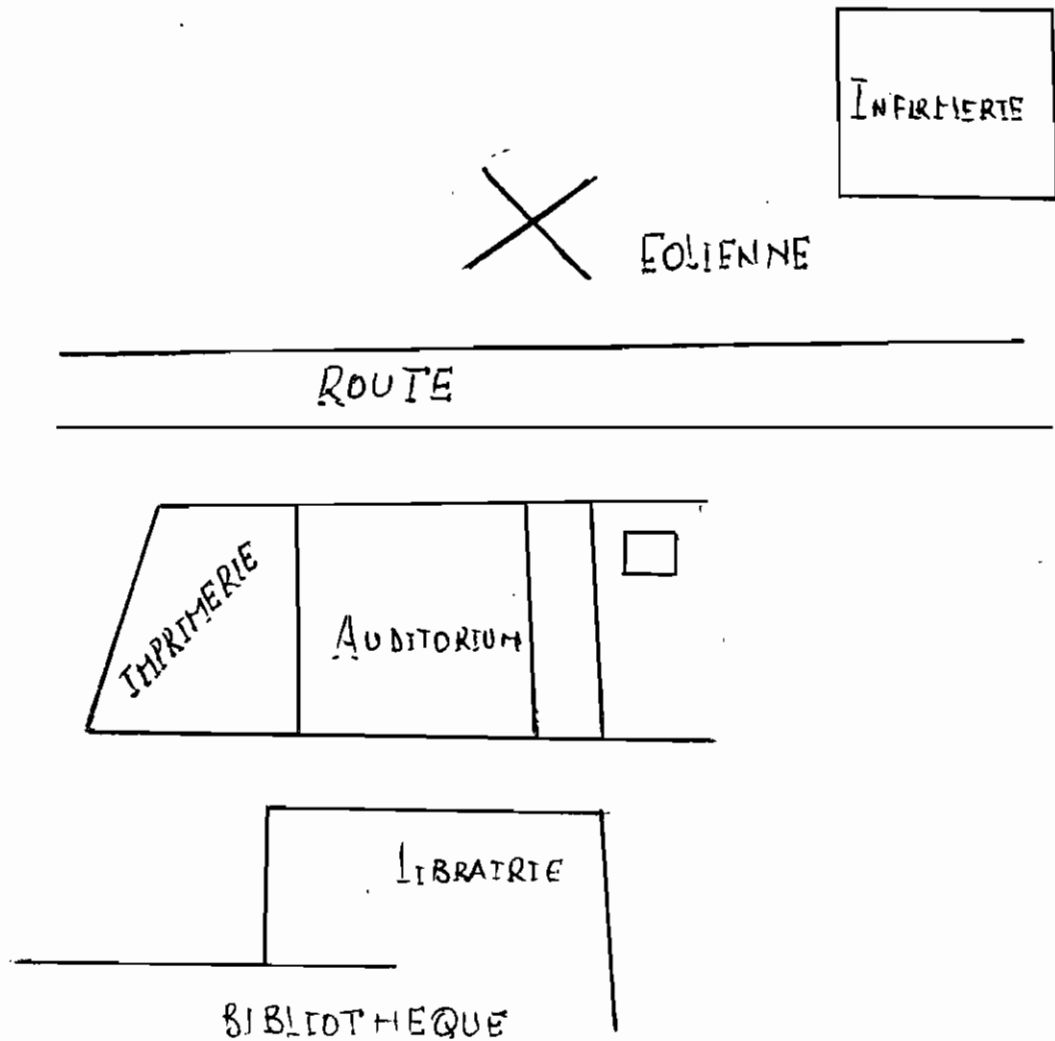 INFIRMERIE
EOLIENNE
ROUTE
IMPRIMERIE
AUDITORIUM
LIBRAIRIE
BIBLIOTHEQUE